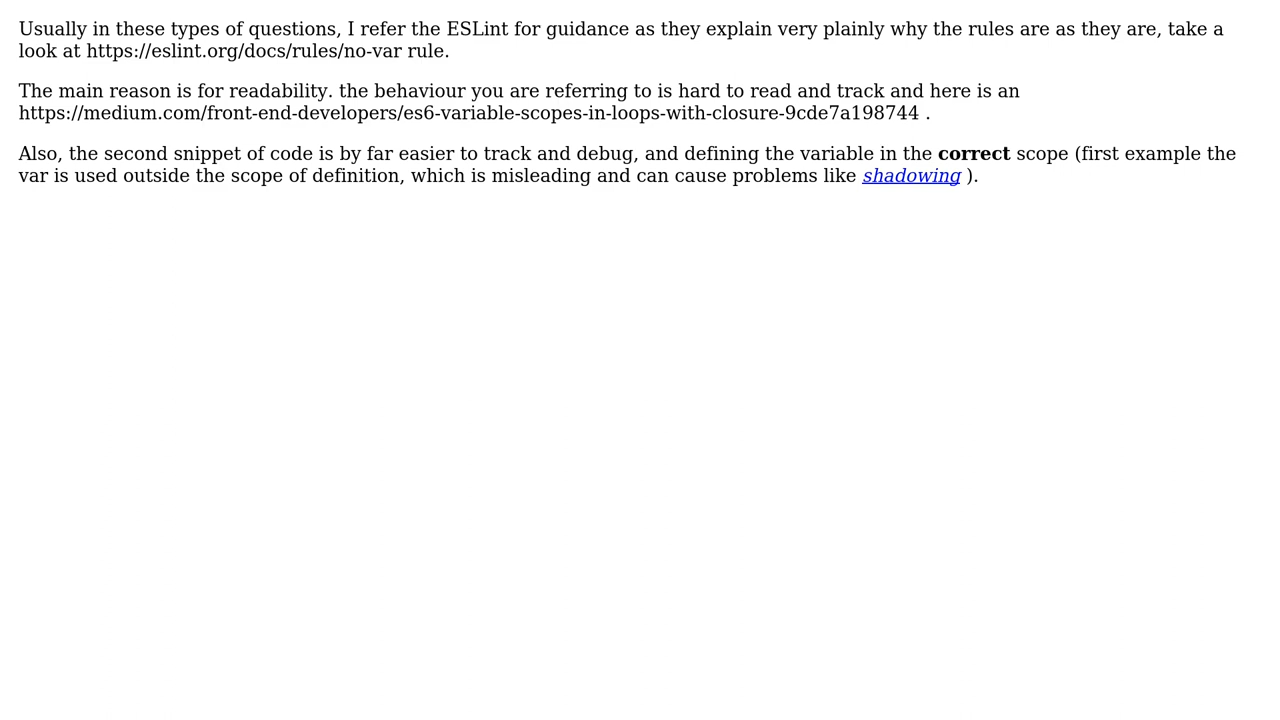 Usually in these types of questions, I refer the ESLint for guidance as they explain very plainly why the rules are as they are, take a
look at https://eslint.org/docs/rules/no-var rule.
The main reason is for readability. the behaviour you are referring to is hard to read and track and here is an
https://medium.com/front-end-developers/es6-variable-scopes-in-loops-with-closure-9cde7a198744 .
Also, the second snippet of code is by far easier to track and debug, and defining the variable in the correct scope (first example the
var is used outside the scope of definition, which is misleading and can cause problems like shadowing ).